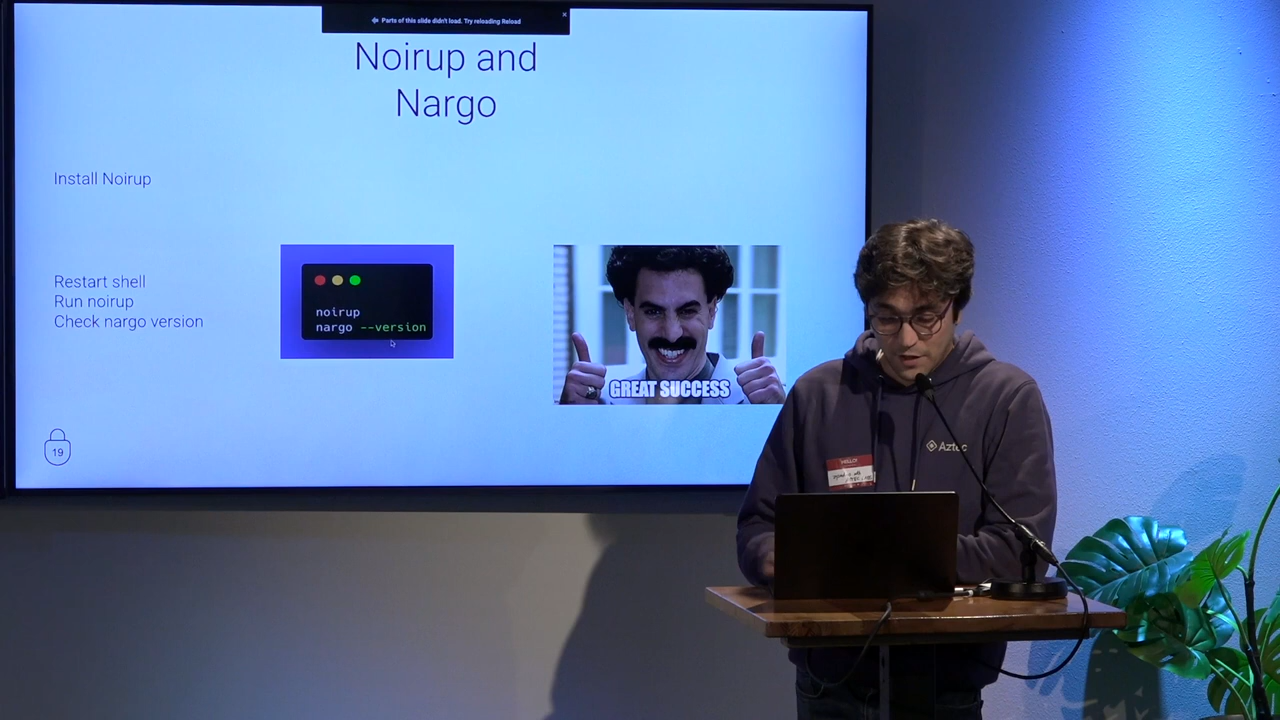 Parts of this slide didn't load. Try reloading Reload
Noirup and
Nargo
Install Noirup
Restart shell
Run noirup
Check nargo version
noirup
nargo --version
GREAT SUCCESS
19
Aztec
HELLO!